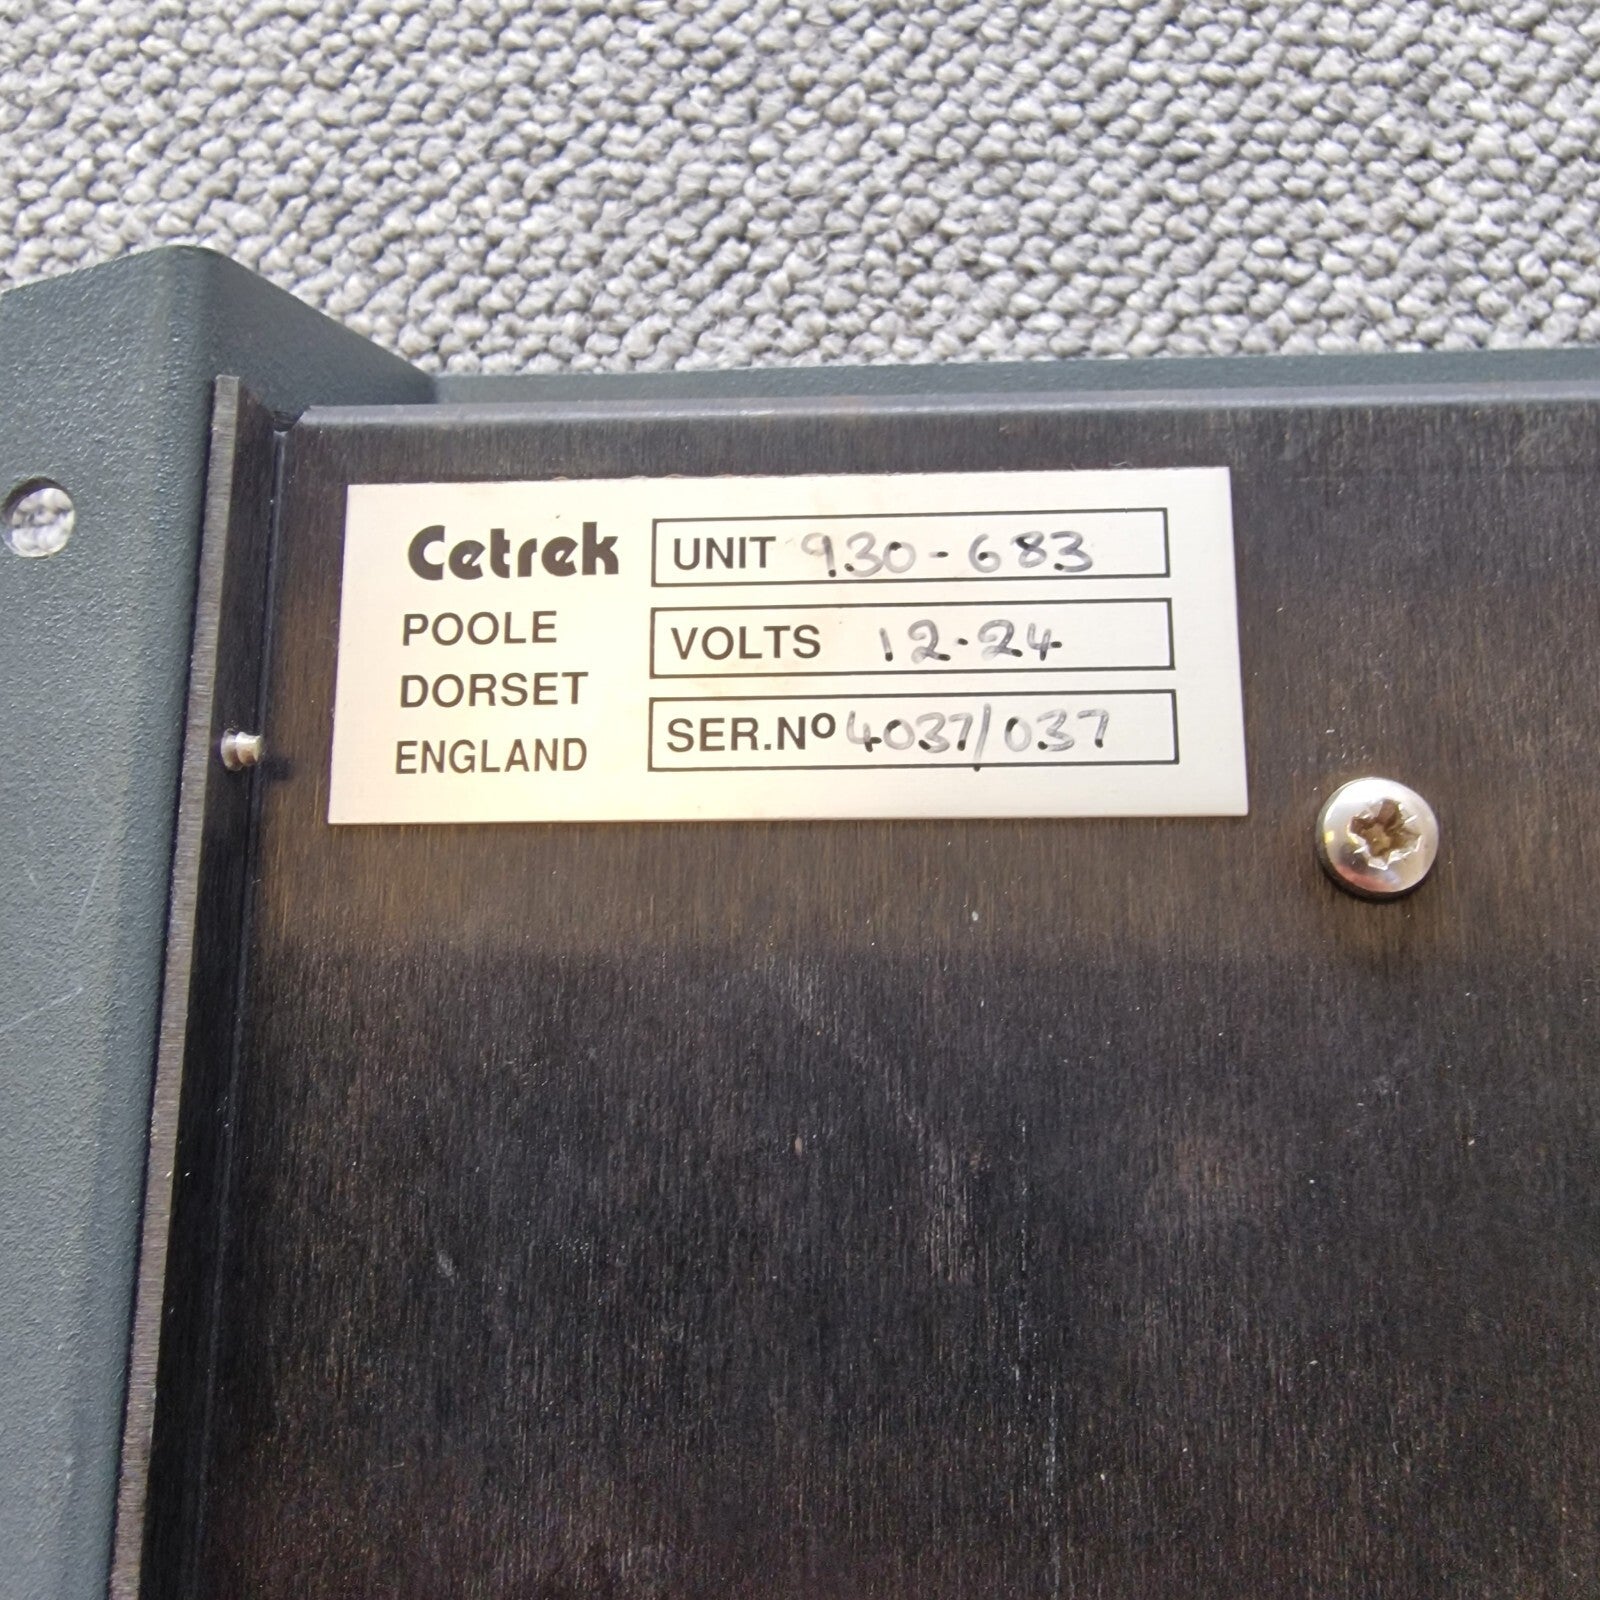 Cetrek
POOLE
DORSET
ENGLAND
UNIT 930-683
VOLTS 12-24
SER.Nº 4037/037